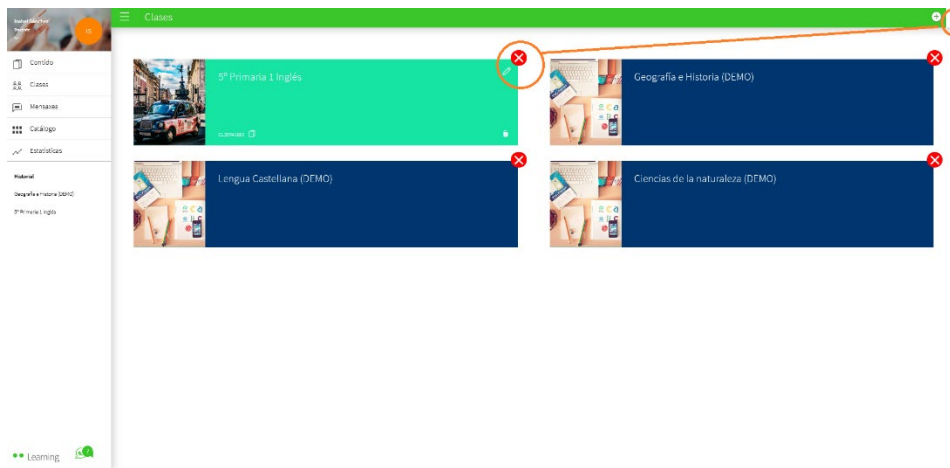 Clases
IS
Contido
Clases
Mensaxes
Catálogo
Estatísticas
Historial
Geografía e Historia (DEMO)
5º Primaria 1 Inglés
Learning
5º Primaria 1 Inglés
Geografía e Historia (DEMO)
Lengua Castellana (DEMO)
Ciencias de la naturaleza (DEMO)